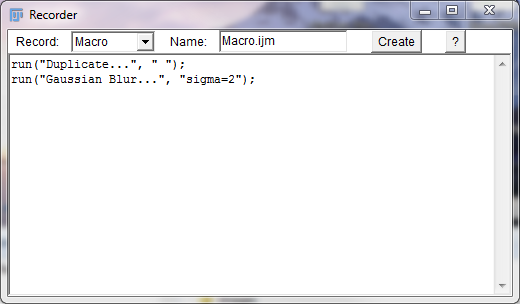 Recorder
Record: Macro Name: Macro.ijm Create ?
run("Duplicate...", " ");
run("Gaussian Blur...", "sigma=2");